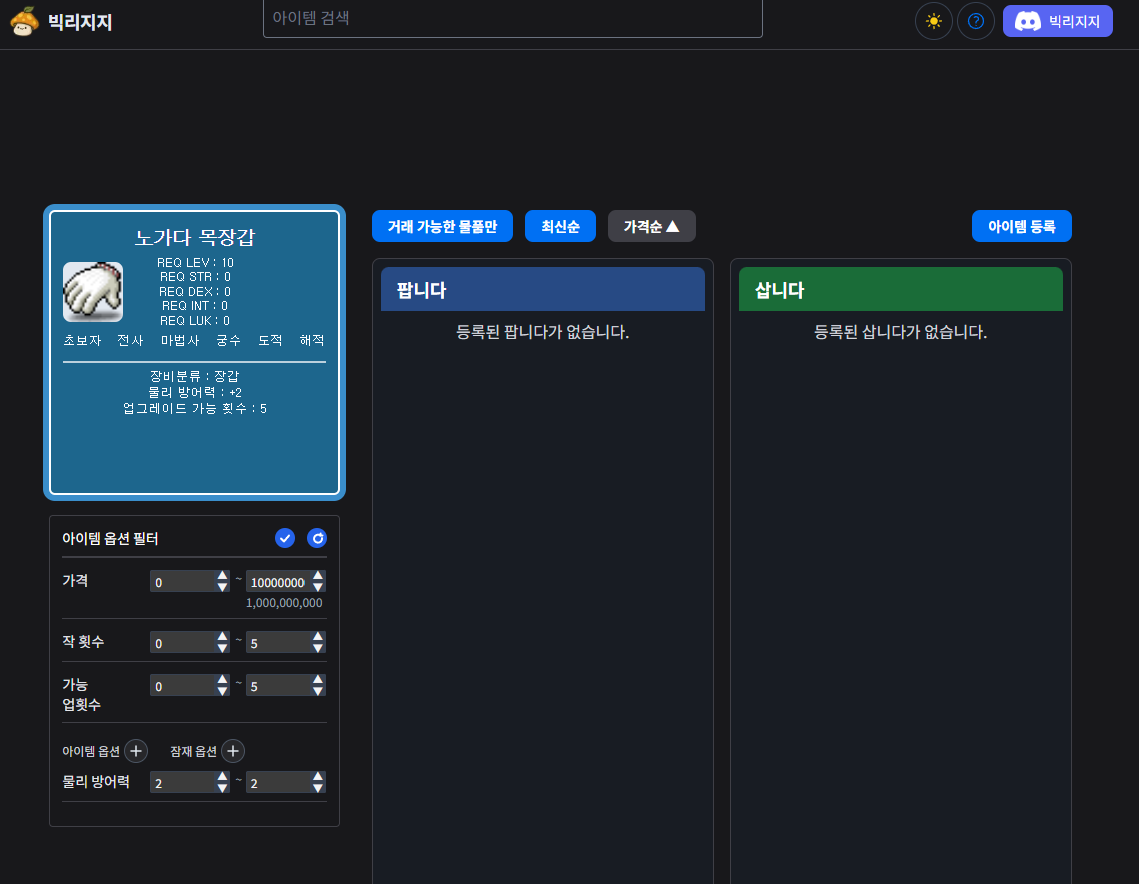 빅리지지
아이템 검색
빅리지지
노가다 목장갑
REQ LEV : 10
REQ STR : 0
REQ DEX : 0
REQ INT : 0
REQ LUK : 0
초보자 전사 마법사 궁수 도적 해적
장비분류 : 장갑
물리 방어력 : +2
업그레이드 가능 횟수 : 5
아이템 옵션 필터
가격 0 ~ 10000000
1,000,000,000
작 횟수 0 ~ 5
가능
업횟수 0 ~ 5
아이템 옵션 + 잠재 옵션 +
물리 방어력 2 ~ 2
거래 가능한 물품만 최신순 가격순 ▲ 아이템 등록
팝니다
등록된 팝니다가 없습니다.
삽니다
등록된 삽니다가 없습니다.